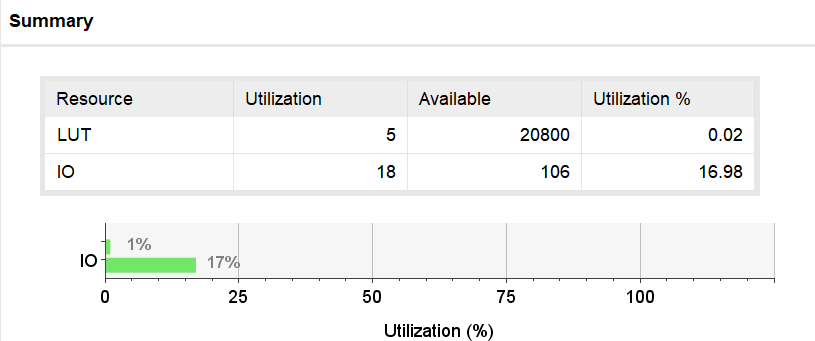 Summary
Resource Utilization Available Utilization %
LUT 5 20800 0.02
IO 18 106 16.98
1%
IO 17%
0 25 50 75 100
Utilization (%)